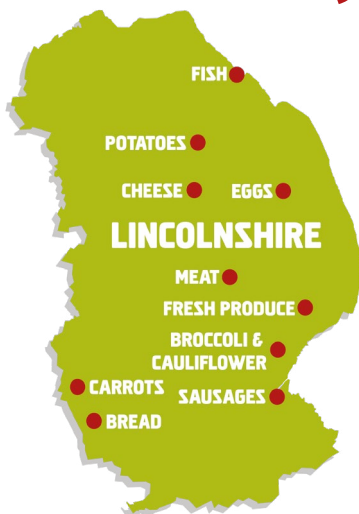 FISH
POTATOES
CHEESE
EGGS
LINCOLNSHIRE
MEAT
FRESH PRODUCE
BROCCOLI &
CAULIFLOWER
CARROTS
SAUSAGES
BREAD